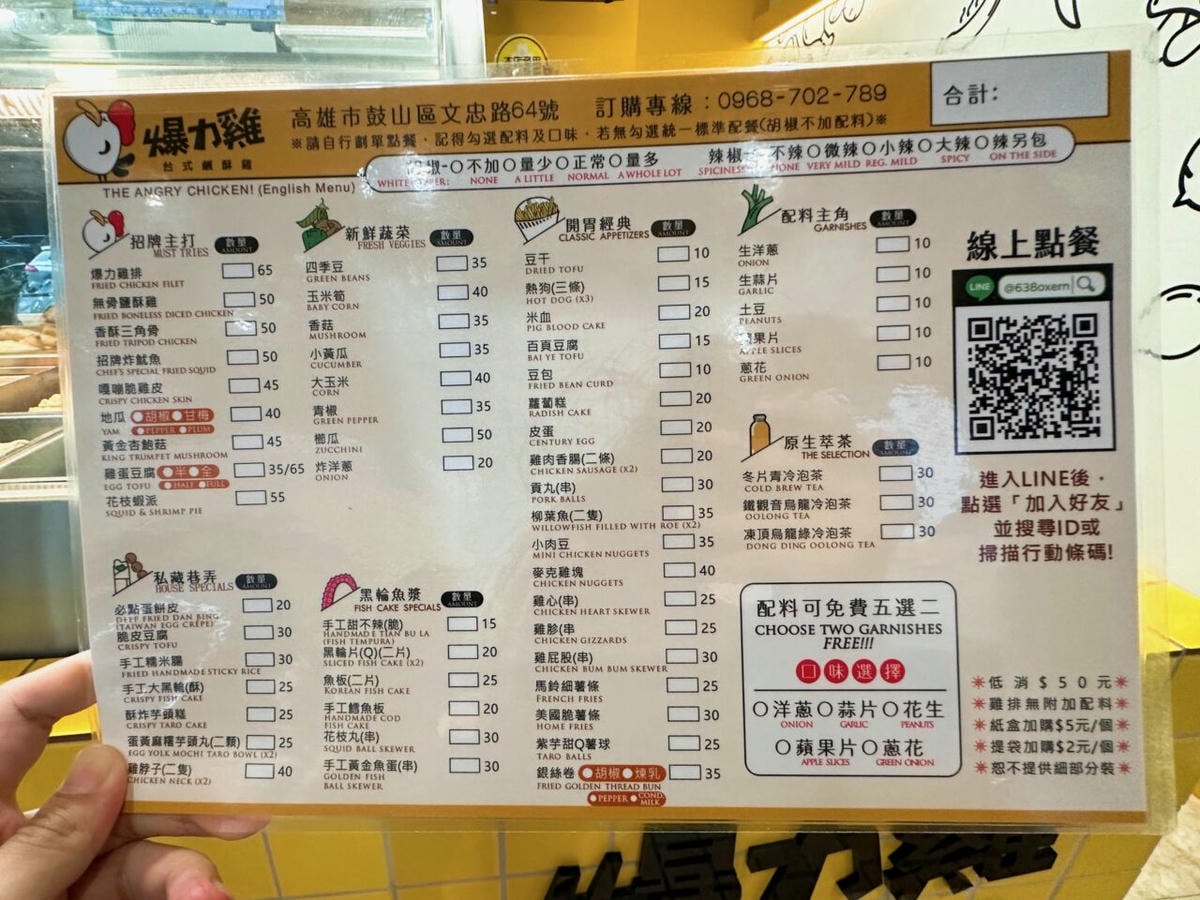 爆力雞
台式鹹酥雞
高雄市鼓山區文忠路64號 訂購專線：0968-702-789
※請自行劃單點餐，記得勾選配料及口味，若無勾選統一標準配餐(胡椒不加配料)※
合計：
椒-○不加○量少○正常○量多
NONE A LITTLE NORMAL A WHOLE LOT
辣椒 不辣○微辣○小辣○大辣○辣另包
SPICINESS NONE VERY MILD REG. MILD SPICY ON THE SIDE
THE ANGRY CHICKEN! (English Menu)
招牌主打 數量
MUST TRIES AMOUNT
爆力雞排 65
FRIED CHICKEN FILET
無骨鹽酥雞 50
FRIED BONELESS DICED CHICKEN
香酥三角骨 50
FRIED TRIPOD CHICKEN
招牌炸魷魚 50
CHEF'S SPECIAL FRIED SQUID
嘎嘣脆雞皮 45
CRISPY CHICKEN SKIN
地瓜 ●胡椒●甘梅 40
YAM ●PEPPER ●PLUM
黃金杏鮑菇 45
KING TRUMPET MUSHROOM
雞蛋豆腐 ●半●全 35/65
EGG TOFU ●HALF ●FULL
花枝蝦派 55
SQUID & SHRIMP PIE
新鮮蔬菜 數量
FRESH VEGGIES AMOUNT
四季豆 35
GREEN BEANS
玉米筍 40
BABY CORN
香菇 35
MUSHROOM
小黃瓜 35
CUCUMBER
大玉米 40
CORN
青椒 35
GREEN PEPPER
櫛瓜 50
ZUCCHINI
炸洋蔥 20
ONION
開胃經典 數量
CLASSIC APPETIZERS AMOUNT
豆干 10
DRIED TOFU
熱狗(三條) 15
HOT DOG (X3)
米血 20
PIG BLOOD CAKE
百頁豆腐 15
BAI YE TOFU
豆包 10
FRIED BEAN CURD
蘿蔔糕 20
RADISH CAKE
皮蛋 20
CENTURY EGG
雞肉香腸(二條) 20
CHICKEN SAUSAGE (X2)
貢丸(串) 30
PORK BALLS
柳葉魚(二隻) 35
WILLOWFISH FILLED WITH ROE (X2)
小肉豆 35
MINI CHICKEN NUGGETS
麥克雞塊 40
CHICKEN NUGGETS
雞心(串) 25
CHICKEN HEART SKEWER
雞胗(串 25
CHICKEN GIZZARDS
雞屁股(串) 30
CHICKEN BUM BUM SKEWER
馬鈴細薯條 25
FRENCH FRIES
美國脆薯條 30
HOME FRIES
紫芋甜Q薯球 25
TARO BALLS
銀絲卷 ●胡椒●煉乳 35
FRIED GOLDEN THREAD BUN
●PEPPER ●COND. MILK
配料主角 數量
GARNISHES AMOUNT
生洋蔥 10
ONION
生蒜片 10
GARLIC
土豆 10
PEANUTS
果片 10
APPLE SLICES
蔥花 10
GREEN ONION
原生萃茶 數量
THE SELECTION AMOUNT
冬片青冷泡茶 30
COLD BREW TEA
鐵觀音烏龍冷泡茶 30
OOLONG TEA
凍頂烏龍綠冷泡茶 30
DONG DING OOLONG TEA
私藏巷弄 數量
HOUSE SPECIALS AMOUNT
必點蛋餅皮 20
DEEP FRIED DAN BING
(TAIWAN EGG CRÊPE)
脆皮豆腐 30
CRISPY TOFU
手工糯米腸 30
FRIED HANDMADE STICKY RICE
手工大黑輪(酥) 25
CRISPY FISH CAKE
酥炸芋頭糕 25
CRISPY TARO CAKE
蛋黃麻糬芋頭丸(二顆) 25
EGG YOLK MOCHI TARO BOWL (X2)
雞脖子(二隻) 40
CHICKEN NECK (X2)
黑輪魚漿 數量
FISH CAKE SPECIALS AMOUNT
手工甜不辣(脆) 15
HANDMADE TIAN BU LA
(FISH TEMPURA)
黑輪片(Q)(二片) 20
SLICED FISH CAKE (X2)
魚板(二片) 25
KOREAN FISH CAKE
手工鱈魚板 20
HANDMADE COD
FISH CAKE
花枝丸(串) 30
SQUID BALL SKEWER
手工黃金魚蛋(串) 30
GOLDEN FISH
BALL SKEWER
配料可免費五選二
CHOOSE TWO GARNISHES
FREE!!!
口味選擇
○洋蔥○蒜片○花生
ONION GARLIC PEANUTS
○蘋果片○蔥花
APPLE SLICES GREEN ONION
線上點餐
LINE @638oxern
進入LINE後，
點選「加入好友」
並搜尋ID或
掃描行動條碼!
＊低消$50元＊
＊雞排無附配料＊
＊紙盒加購$5元/個＊
＊提袋加購$2元/個＊
＊恕不提供細部分裝＊
爆力雞